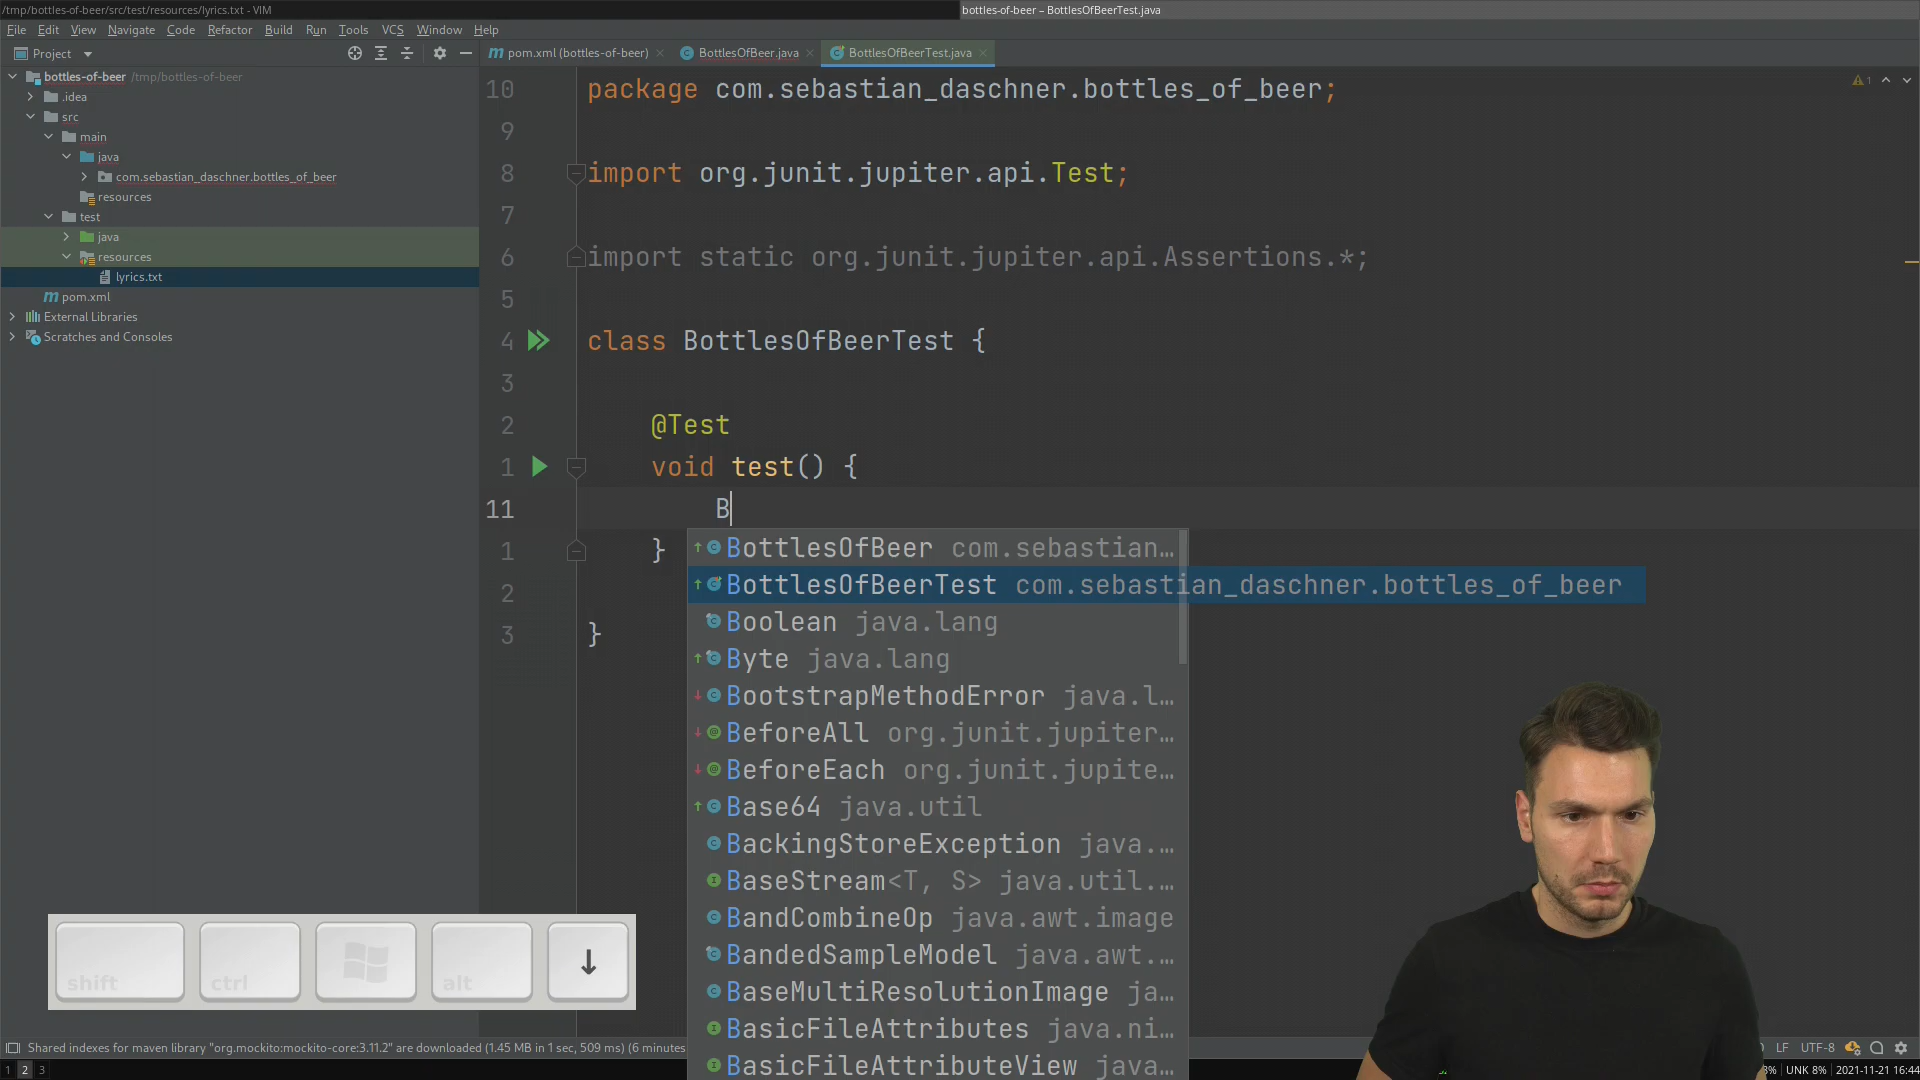 /tmp/bottles-of-beer/src/test/resources/lyrics.txt - VIM
bottles-of-beer – BottlesOfBeerTest.java
File Edit View Navigate Code Refactor Build Run Tools VCS Window Help
Project
pom.xml (bottles-of-beer)
BottlesOfBeer.java
BottlesOfBeerTest.java
bottles-of-beer /tmp/bottles-of-beer
.idea
src
main
java
com.sebastian_daschner.bottles_of_beer
resources
test
java
resources
lyrics.txt
pom.xml
External Libraries
Scratches and Consoles
10 package com.sebastian_daschner.bottles_of_beer;
9
8 import org.junit.jupiter.api.Test;
7
6 import static org.junit.jupiter.api.Assertions.*;
5
4 class BottlesOfBeerTest {
3
2 @Test
1 void test() {
11 B
1 }
2
3 }
1
BottlesOfBeer com.sebastian…
BottlesOfBeerTest com.sebastian_daschner.bottles_of_beer
Boolean java.lang
Byte java.lang
BootstrapMethodError java.l…
BeforeAll org.junit.jupiter…
BeforeEach org.junit.jupite…
Base64 java.util
BackingStoreException java.…
BaseStream<T, S> java.util.…
BandCombineOp java.awt.image
BandedSampleModel java.awt.…
BaseMultiResolutionImage ja…
BasicFileAttributes java.ni…
BasicFileAttributeView java…
shift ctrl alt ↓
Shared indexes for maven library "org.mockito:mockito-core:3.11.2" are downloaded (1.45 MB in 1 sec, 509 ms) (6 minutes
LF UTF-8
1 2 3
8% UNK 8% 2021-11-21 16:44